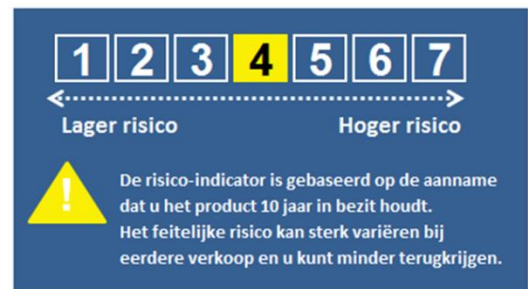 1 2 3 4 5 6 7
Lager risico Hoger risico
!
De risico-indicator is gebaseerd op de aanname
dat u het product 10 jaar in bezit houdt.
Het feitelijke risico kan sterk variëren bij
eerdere verkoop en u kunt minder terugkrijgen.